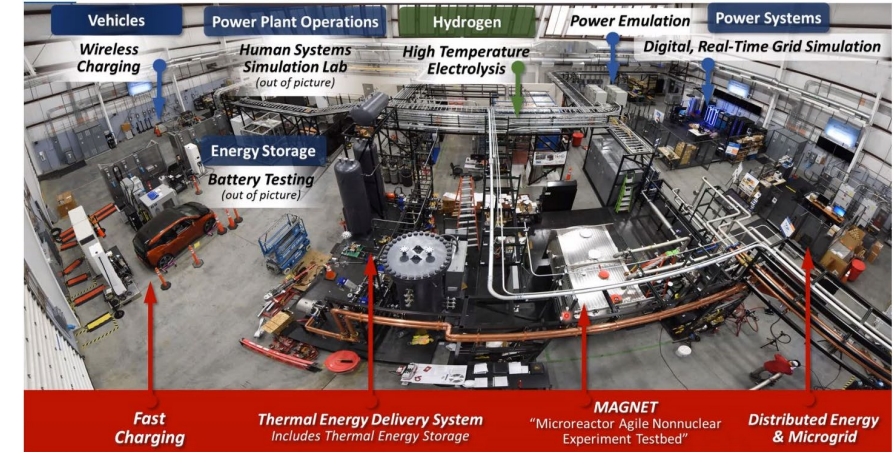 Vehicles
Wireless
Charging
Power Plant Operations
Human Systems
Simulation Lab
(out of picture)
Hydrogen
High Temperature
Electrolysis
Power Emulation
Power Systems
Digital, Real-Time Grid Simulation
Energy Storage
Battery Testing
(out of picture)
Fast
Charging
Thermal Energy Delivery System
Includes Thermal Energy Storage
MAGNET
“Microreactor Agile Nonnuclear
Experiment Testbed”
Distributed Energy
& Microgrid